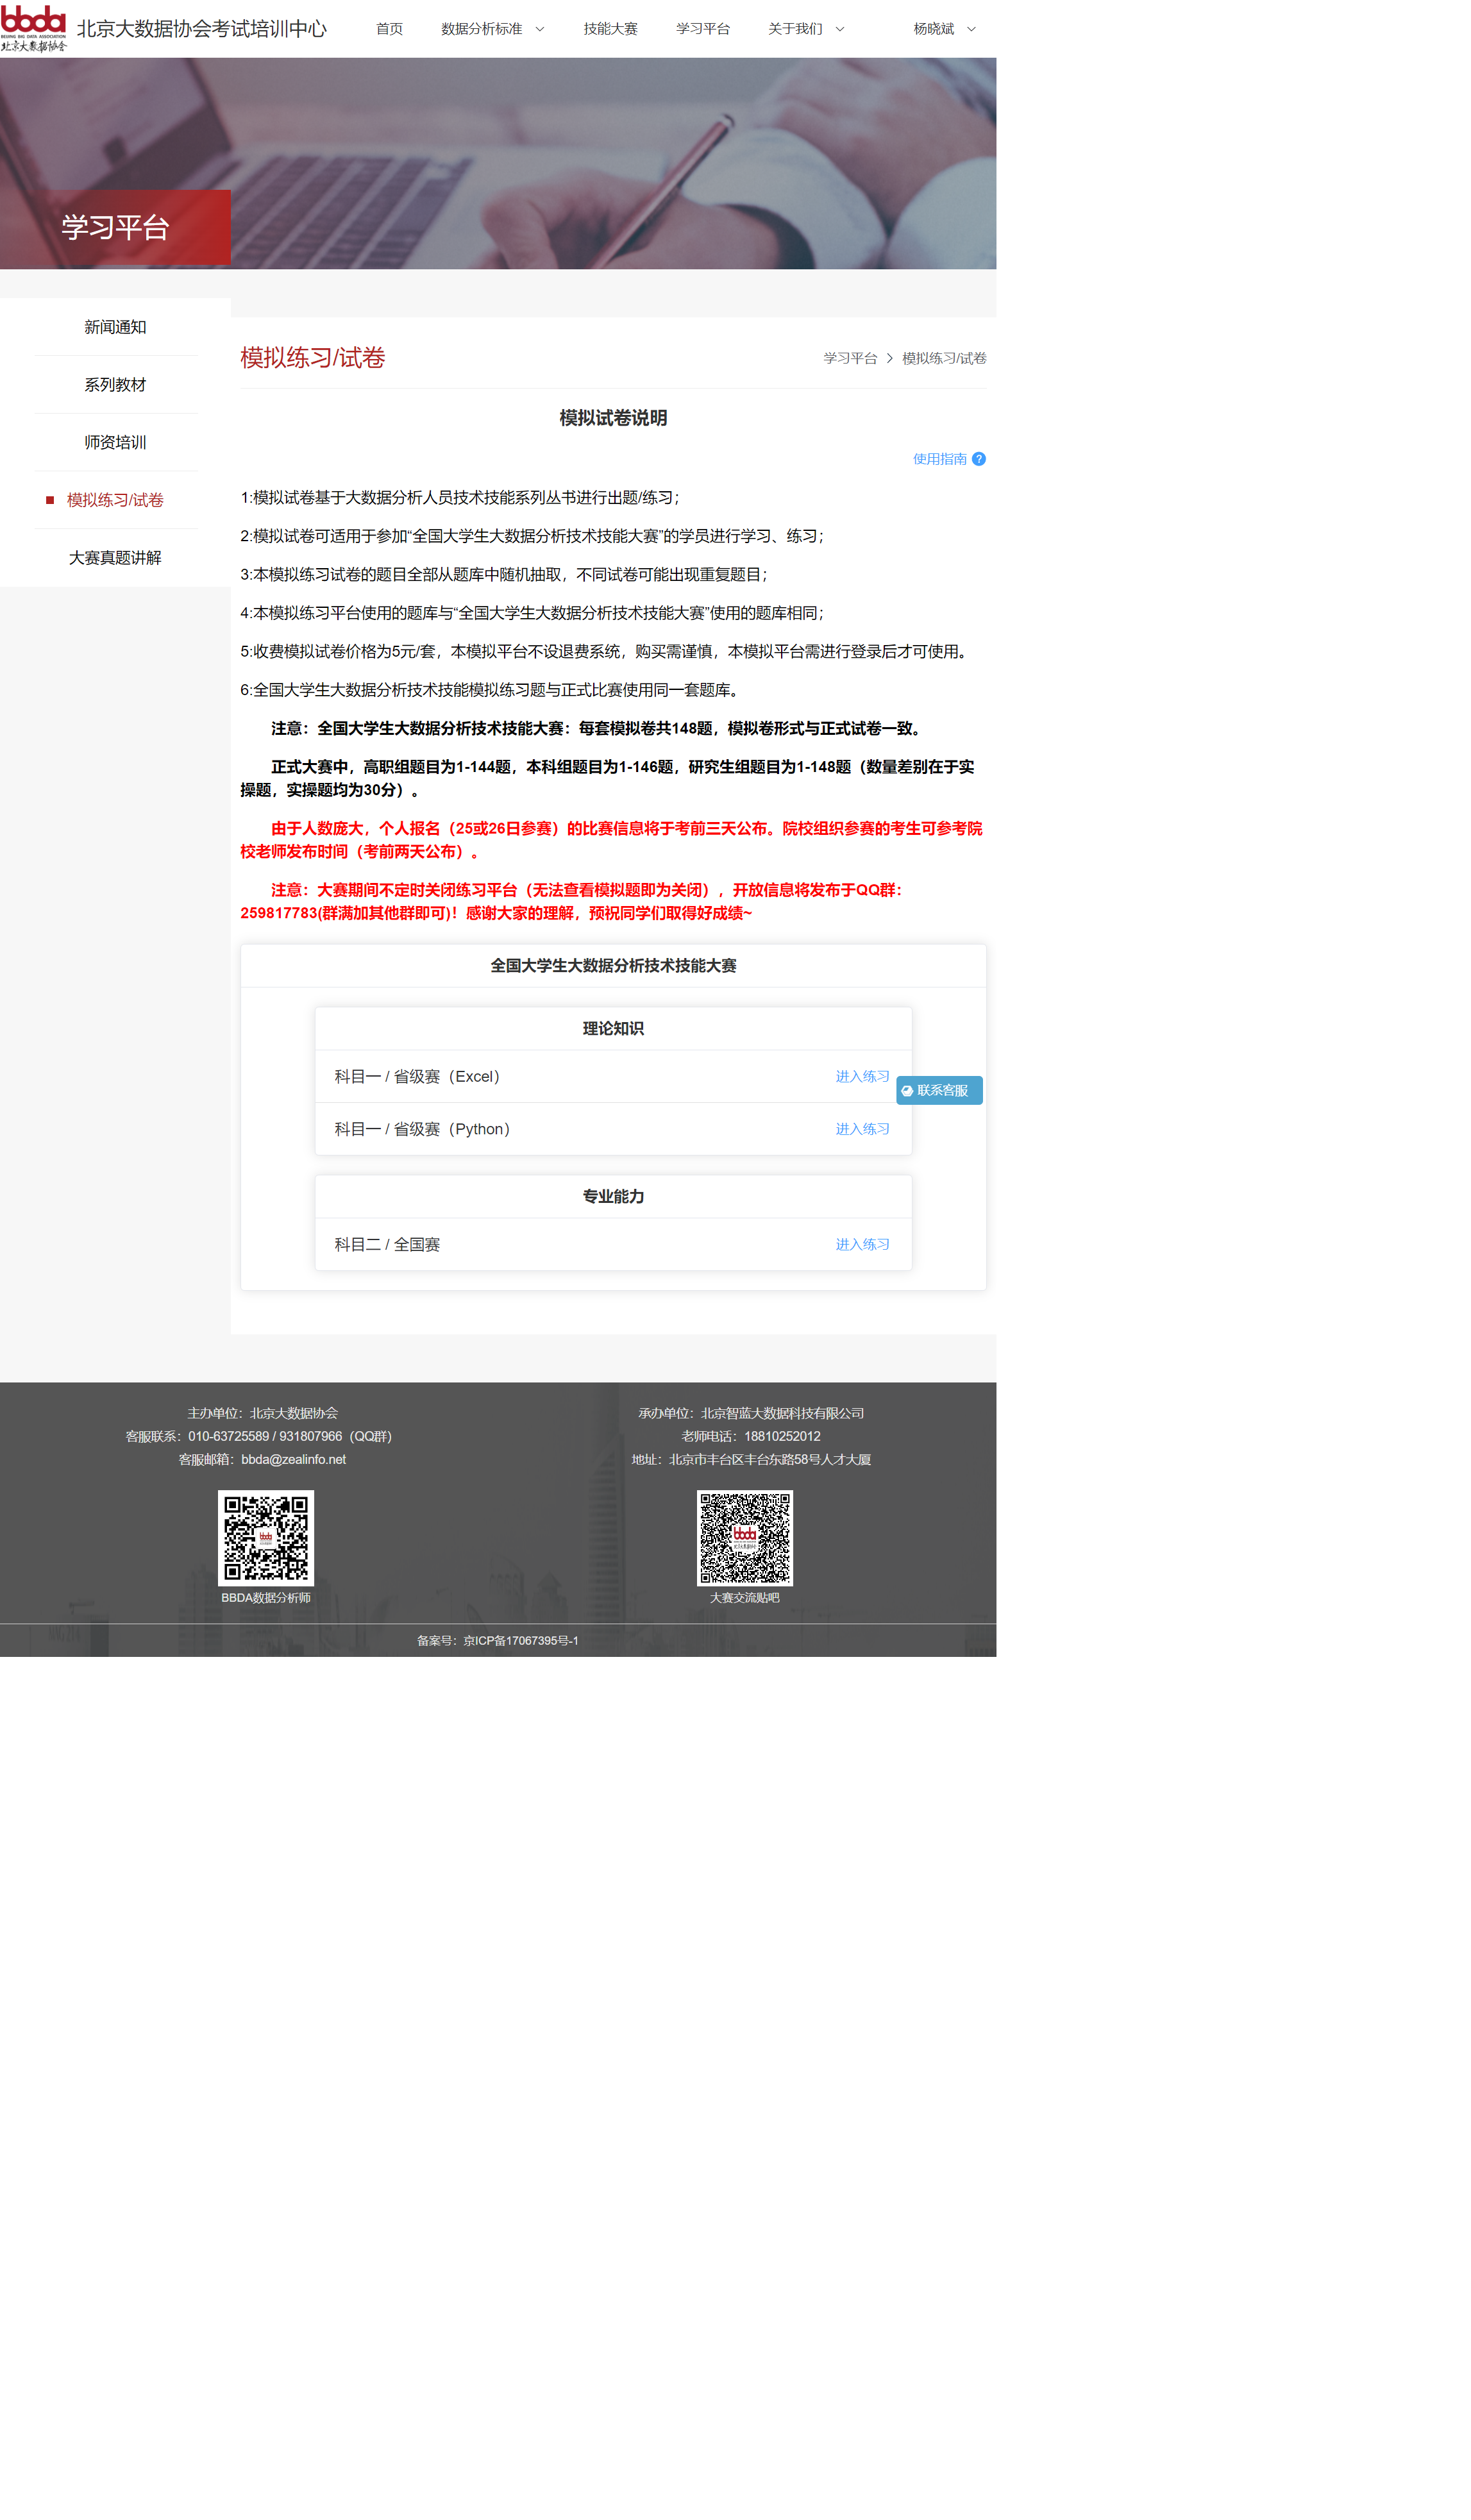 bbda
BEIJING BIG DATA ASSOCIATION
北京大数据协会
北京大数据协会考试培训中心
首页
数据分析标准
技能大赛
学习平台
关于我们
杨晓斌
学习平台
新闻通知
系列教材
师资培训
模拟练习/试卷
大赛真题讲解
模拟练习/试卷
学习平台 > 模拟练习/试卷
模拟试卷说明
使用指南 ?
1:模拟试卷基于大数据分析人员技术技能系列丛书进行出题/练习；
2:模拟试卷可适用于参加“全国大学生大数据分析技术技能大赛”的学员进行学习、练习；
3:本模拟练习试卷的题目全部从题库中随机抽取，不同试卷可能出现重复题目；
4:本模拟练习平台使用的题库与“全国大学生大数据分析技术技能大赛”使用的题库相同；
5:收费模拟试卷价格为5元/套，本模拟平台不设退费系统，购买需谨慎，本模拟平台需进行登录后才可使用。
6:全国大学生大数据分析技术技能模拟练习题与正式比赛使用同一套题库。
注意：全国大学生大数据分析技术技能大赛：每套模拟卷共148题，模拟卷形式与正式试卷一致。
正式大赛中，高职组题目为1-144题，本科组题目为1-146题，研究生组题目为1-148题（数量差别在于实
操题，实操题均为30分）。
由于人数庞大，个人报名（25或26日参赛）的比赛信息将于考前三天公布。院校组织参赛的考生可参考院
校老师发布时间（考前两天公布）。
注意：大赛期间不定时关闭练习平台（无法查看模拟题即为关闭），开放信息将发布于QQ群：
259817783(群满加其他群即可)！感谢大家的理解，预祝同学们取得好成绩~
全国大学生大数据分析技术技能大赛
理论知识
科目一 / 省级赛（Excel）
进入练习
联系客服
科目一 / 省级赛（Python）
进入练习
专业能力
科目二 / 全国赛
进入练习
主办单位：北京大数据协会
客服联系：010-63725589 / 931807966（QQ群）
客服邮箱：bbda@zealinfo.net
BBDA数据分析师
承办单位：北京智蓝大数据科技有限公司
老师电话：18810252012
地址：北京市丰台区丰台东路58号人才大厦
大赛交流贴吧
备案号：京ICP备17067395号-1